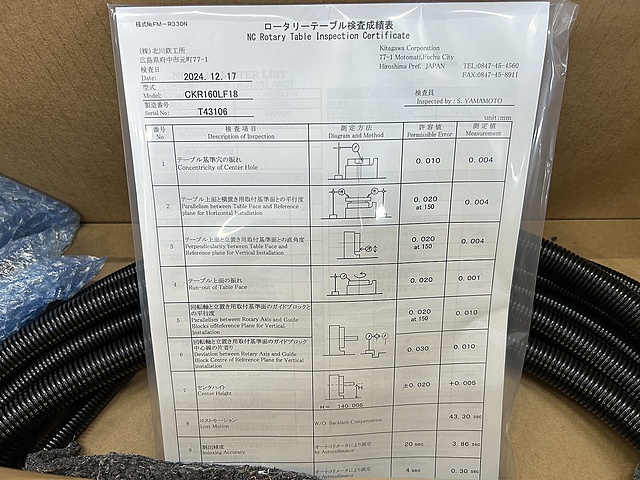 様式№FM-R330N
ロータリーテーブル検査成績表
NC Rotary Table Inspection Certificate
(株)北川鉄工所
広島県府中市元町77-1
Kitagawa Corporation
77-1 Motomati,Fuchu City
Hiroshima Pref, JAPAN
TEL:0847-45-4560
FAX:0847-45-8911
検査日
Date: 2024. 12. 17
型式
Model: CKR160LF18
製造番号
Serial No: T43106
検査員
Inspected by : S. YAMAMOTO
unit:mm
番号 検査項目 測定方法 許容値 測定値
No Description of Inspection Diagram and Method Permissible Error Measurement
1 テーブル基準穴の振れ 0. 010 0. 004
Concentricity of Center Hole
2 テーブル上面と横置き用取付基準面との平行度 0. 020 0. 004
Parallelism between Table Face and Reference at 150
plane for Horizontal Installation
3 テーブル上面と立置き用取付基準面との直角度 0. 020 0. 004
Perpendicularity between Table Face and at 150
Reference plane for Vertical Installation
4 テーブル上面の振れ 0. 020 0. 001
Run-out of Table Face
5 回転軸と立置き用取付基準面のガイドブロックと 0. 020 0. 010
の平行度 at 150
Parallelism between Rotary Axis and Guide
Blocks on Reference Plane for Vertical
Installation
6 回転軸と立置き用取付基準面のガイドブロック 0. 030 0. 010
中心線の片寄り
Deviation between Rotary Axis and Guide
Block Centre of Reference Plane for Vertical
Installation
7 センタハイト ±0. 020 +0. 005
Center Height
H
H= 140. 005
8 ロストモーション W/O Backlash Compensation 43. 30 sec
Lost Motion
9 割出精度 オートコリメータにより測定 20 sec 3. 86 sec
Indexing Accuracy by Autocollimator
オートコリメータにより測定 4 sec 0. 30 sec
by Autocollimator